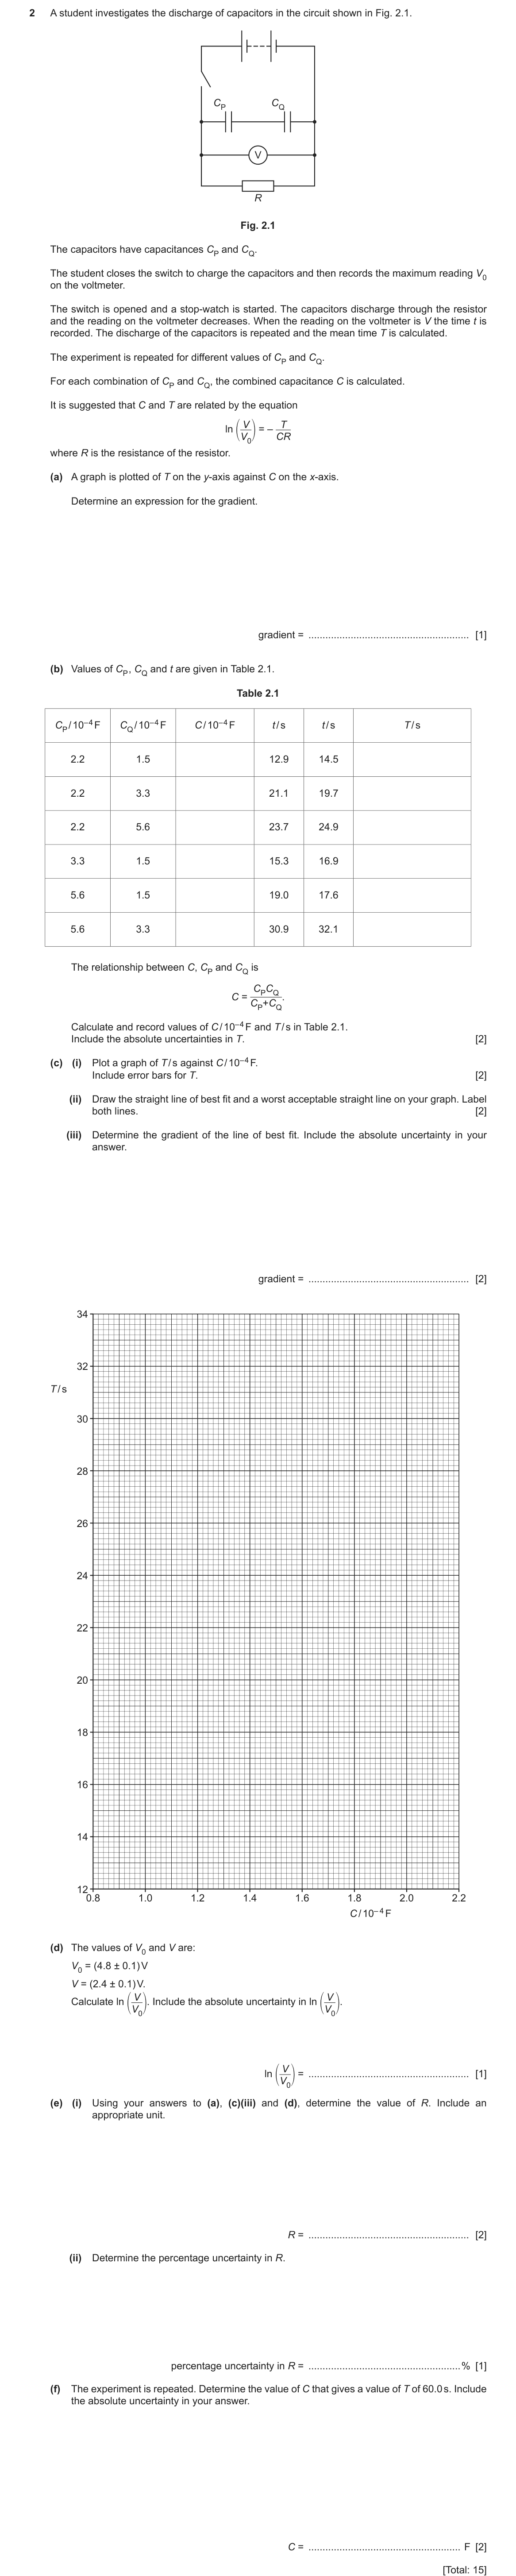 2 A student investigates the discharge of capacitors in the circuit shown in Fig. 2.1.
C_P C_Q
V
R
Fig. 2.1
The capacitors have capacitances C_P and C_Q.
The student closes the switch to charge the capacitors and then records the maximum reading V_0
on the voltmeter.
The switch is opened and a stop-watch is started. The capacitors discharge through the resistor
and the reading on the voltmeter decreases. When the reading on the voltmeter is V the time t is
recorded. The discharge of the capacitors is repeated and the mean time T is calculated.
The experiment is repeated for different values of C_P and C_Q.
For each combination of C_P and C_Q, the combined capacitance C is calculated.
It is suggested that C and T are related by the equation
ln (V/V_0) = – T/CR
where R is the resistance of the resistor.
(a) A graph is plotted of T on the y-axis against C on the x-axis.
Determine an expression for the gradient.
gradient = ........................................................ [1]
(b) Values of C_P, C_Q and t are given in Table 2.1.
Table 2.1
C_P/10^–4 F C_Q/10^–4 F C/10^–4 F t/s t/s T/s
2.2 1.5 12.9 14.5
2.2 3.3 21.1 19.7
2.2 5.6 23.7 24.9
3.3 1.5 15.3 16.9
5.6 1.5 19.0 17.6
5.6 3.3 30.9 32.1
The relationship between C, C_P and C_Q is
C = C_P C_Q / C_P+C_Q.
Calculate and record values of C/10^–4 F and T/s in Table 2.1.
Include the absolute uncertainties in T. [2]
(c) (i) Plot a graph of T/s against C/10^–4 F.
Include error bars for T. [2]
(ii) Draw the straight line of best fit and a worst acceptable straight line on your graph. Label
both lines. [2]
(iii) Determine the gradient of the line of best fit. Include the absolute uncertainty in your
answer.
gradient = ........................................................ [2]
34
32
T/s
30
28
26
24
22
20
18
16
14
12
0.8 1.0 1.2 1.4 1.6 1.8 2.0 2.2
C/10^–4 F
(d) The values of V_0 and V are:
V_0 = (4.8 ± 0.1) V
V = (2.4 ± 0.1) V.
Calculate ln (V/V_0). Include the absolute uncertainty in ln (V/V_0).
ln (V/V_0) = ........................................................ [1]
(e) (i) Using your answers to (a), (c)(iii) and (d), determine the value of R. Include an
appropriate unit.
R = ........................................................ [2]
(ii) Determine the percentage uncertainty in R.
percentage uncertainty in R = ........................................................ % [1]
(f) The experiment is repeated. Determine the value of C that gives a value of T of 60.0 s. Include
the absolute uncertainty in your answer.
C = ........................................................ F [2]
[Total: 15]